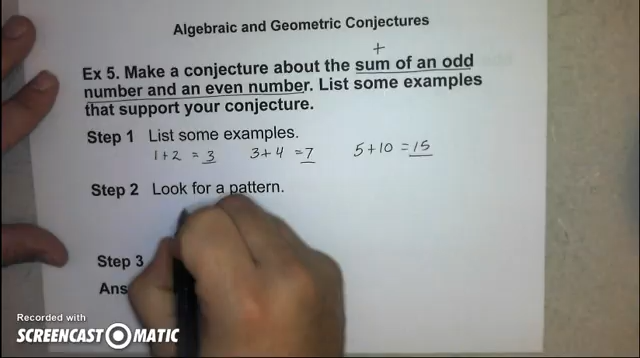 Algebraic and Geometric Conjectures
+
Ex 5. Make a conjecture about the sum of an odd
number and an even number. List some examples
that support your conjecture.
Step 1 List some examples.
1+2 = 3 3+4 =7 5+10 =15
Step 2 Look for a pattern.
Step 3
Ans
Recorded with
SCREENCAST O MATIC